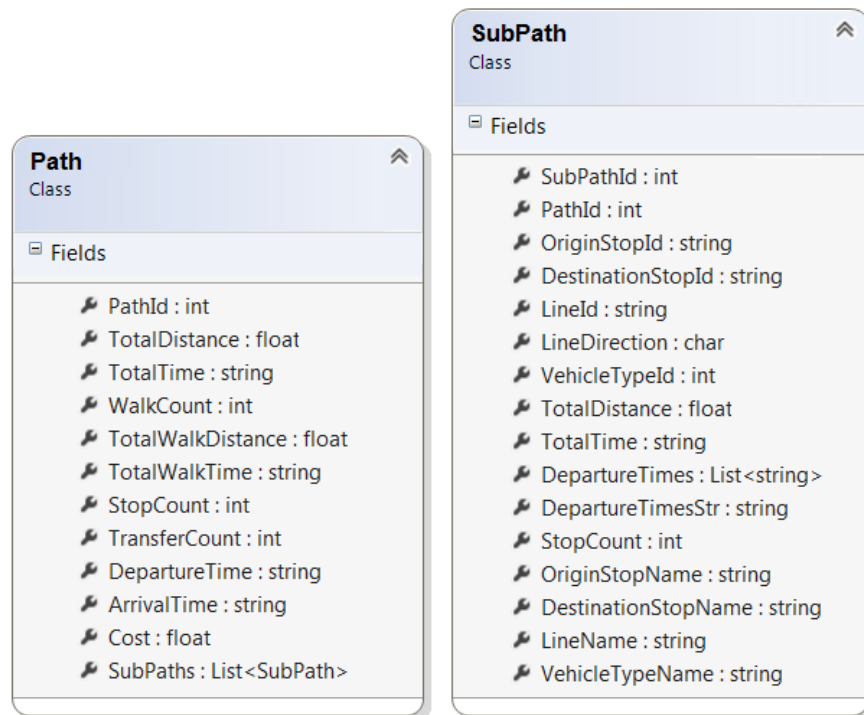 Path
Class
Fields
PathId : int
TotalDistance : float
TotalTime : string
WalkCount : int
TotalWalkDistance : float
TotalWalkTime : string
StopCount : int
TransferCount : int
DepartureTime : string
ArrivalTime : string
Cost : float
SubPaths : List<SubPath>
SubPath
Class
Fields
SubPathId : int
PathId : int
OriginStopId : string
DestinationStopId : string
LineId : string
LineDirection : char
VehicleTypeId : int
TotalDistance : float
TotalTime : string
DepartureTimes : List<string>
DepartureTimesStr : string
StopCount : int
OriginStopName : string
DestinationStopName : string
LineName : string
VehicleTypeName : string